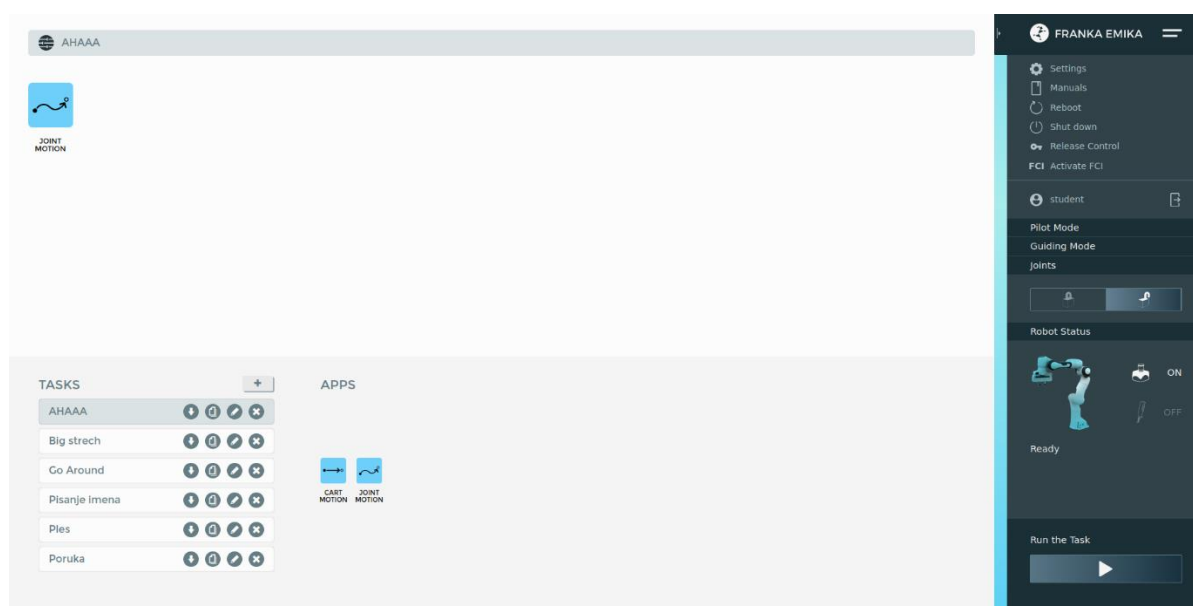 AHAAA
JOINT
MOTION
TASKS
+
AHAAA
Big strech
Go Around
Pisanje imena
Ples
Poruka
APPS
CART
MOTION
JOINT
MOTION
FRANKA EMIKA
Settings
Manuals
Reboot
Shut down
Release Control
FCI Activate FCI
student
Pilot Mode
Guiding Mode
Joints
Robot Status
ON
OFF
Ready
Run the Task